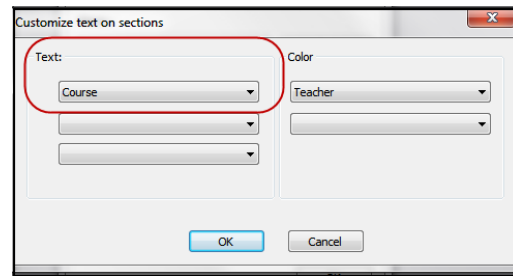 Customize text on sections
Text:
Color
Course
Teacher
OK
Cancel